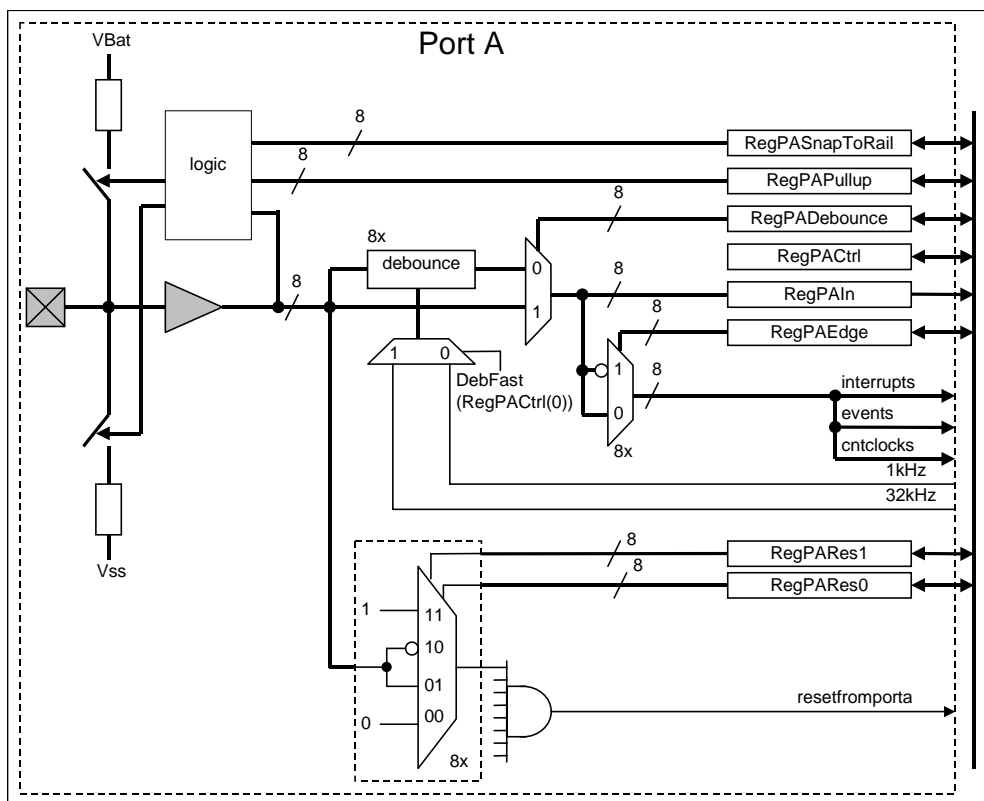 Port A
VBat
8
RegPASnapToRail
logic
8
RegPAPullup
8
RegPADebounce
8x
debounce
0
RegPACtrl
8
8
RegPAIn
1
8
RegPAEdge
1
0
1
8
DebFast
(RegPACtrl(0))
interrupts
0
events
8x
cntclocks
1kHz
32kHz
8
RegPARes1
Vss
8
RegPARes0
1
11
10
01
00
0
resetfromporta
8x